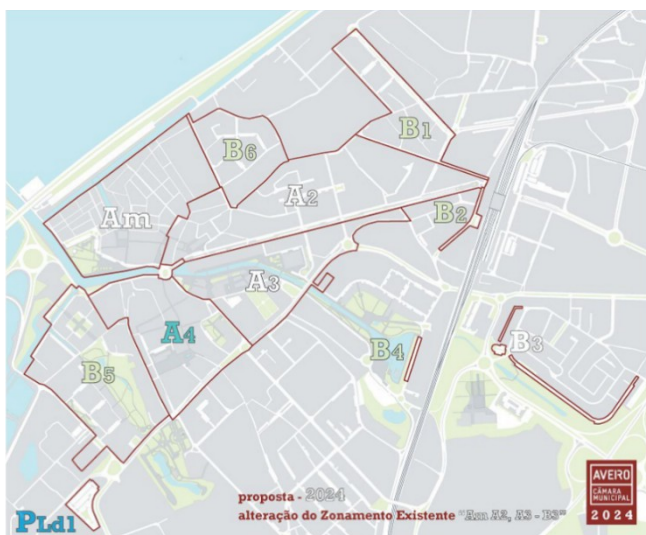 B1
B6
A2
Am
B2
A3
A4
B3
B4
B5
proposta - 2024
alteração do Zonamento Existente "Am A2, A3 - B3"
PLd1
AVEIRO
CÂMARA
MUNICIPAL
2024